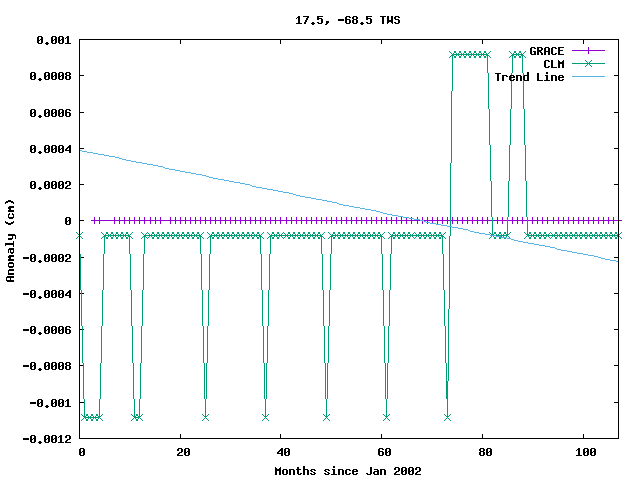 17.5, -68.5 TWS
GRACE
CLM
Trend Line
0.001
0.0008
0.0006
0.0004
0.0002
0
-0.0002
-0.0004
-0.0006
-0.0008
-0.001
-0.0012
Anomaly (cm)
0 20 40 60 80 100
Months since Jan 2002